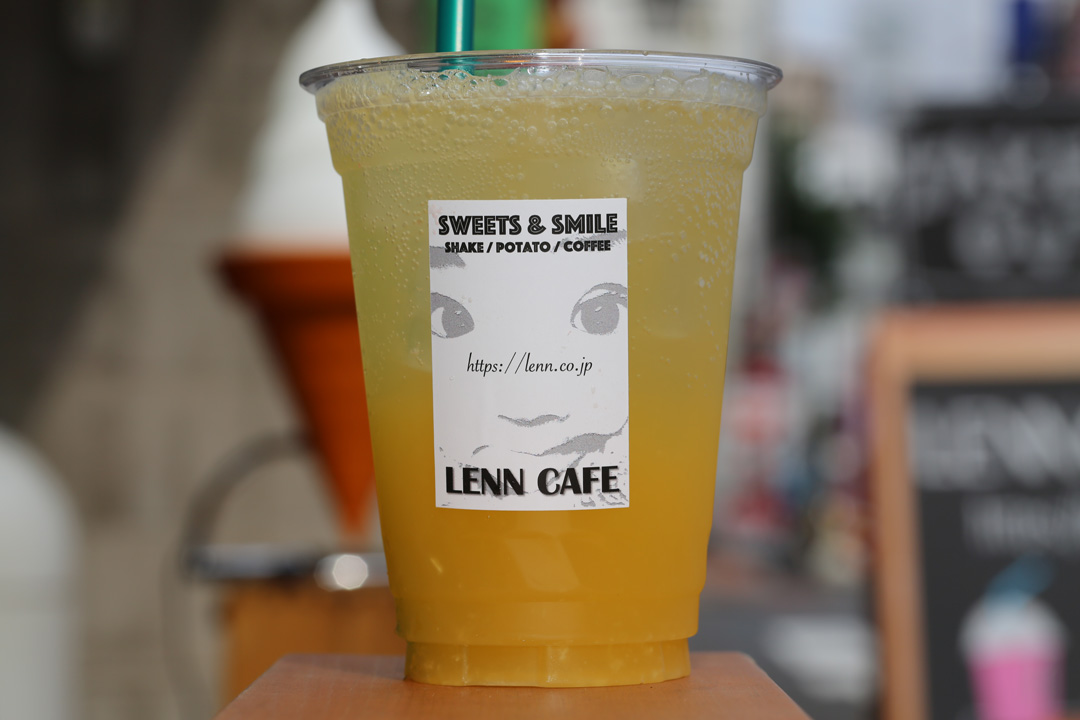 SWEETS & SMILE
SHAKE / POTATO / COFFEE
https://lenn.co.jp
LENN CAFE